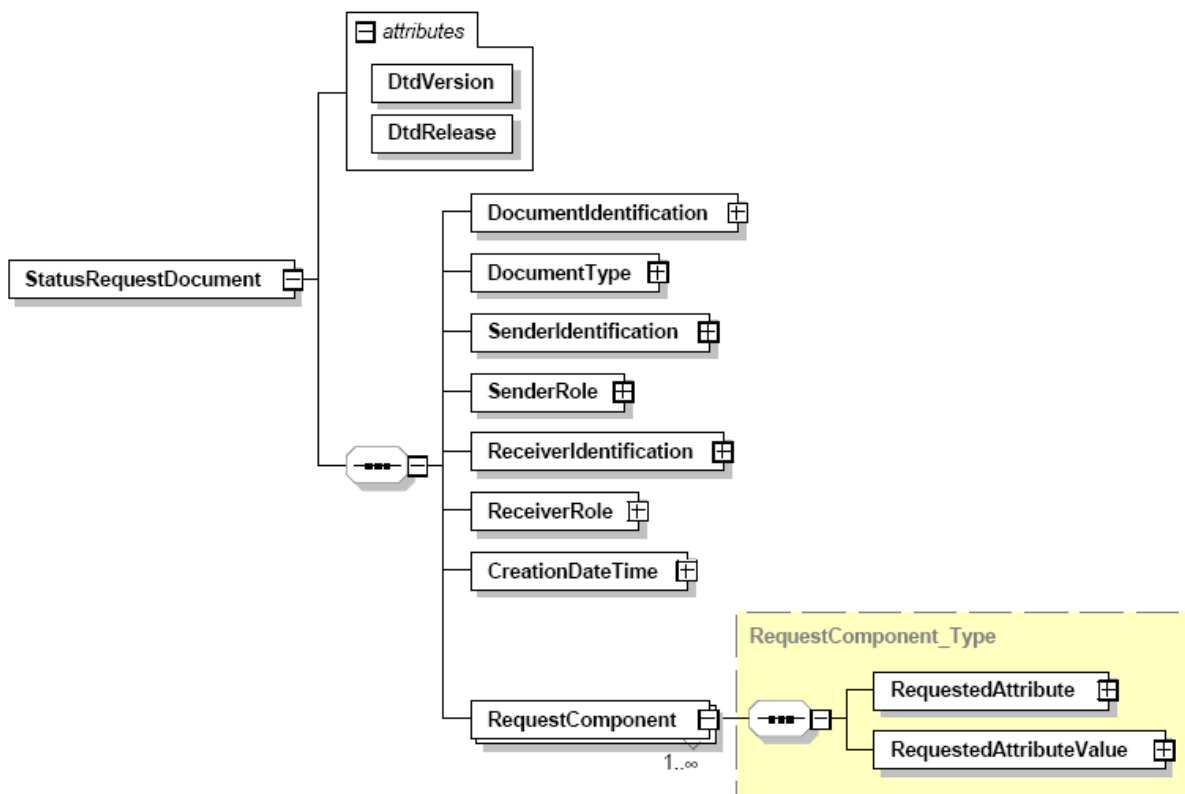 attributes
DtdVersion
DtdRelease
StatusRequestDocument
DocumentIdentification
DocumentType
SenderIdentification
SenderRole
ReceiverIdentification
ReceiverRole
CreationDateTime
RequestComponent_Type
RequestComponent
1..∞
RequestedAttribute
RequestedAttributeValue